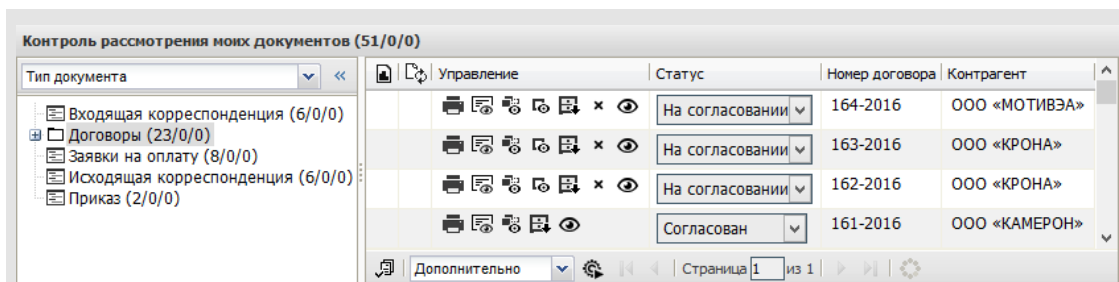 Контроль рассмотрения моих документов (51/0/0)
Тип документа
Входящая корреспонденция (6/0/0)
Договоры (23/0/0)
Заявки на оплату (8/0/0)
Исходящая корреспонденция (6/0/0)
Приказ (2/0/0)
Управление Статус Номер договора Контрагент
На согласовании 164-2016 ООО «МОТИВЭА»
На согласовании 163-2016 ООО «КРОНА»
На согласовании 162-2016 ООО «КРОНА»
Согласован 161-2016 ООО «КАМЕРОН»
Дополнительно Страница 1 из 1